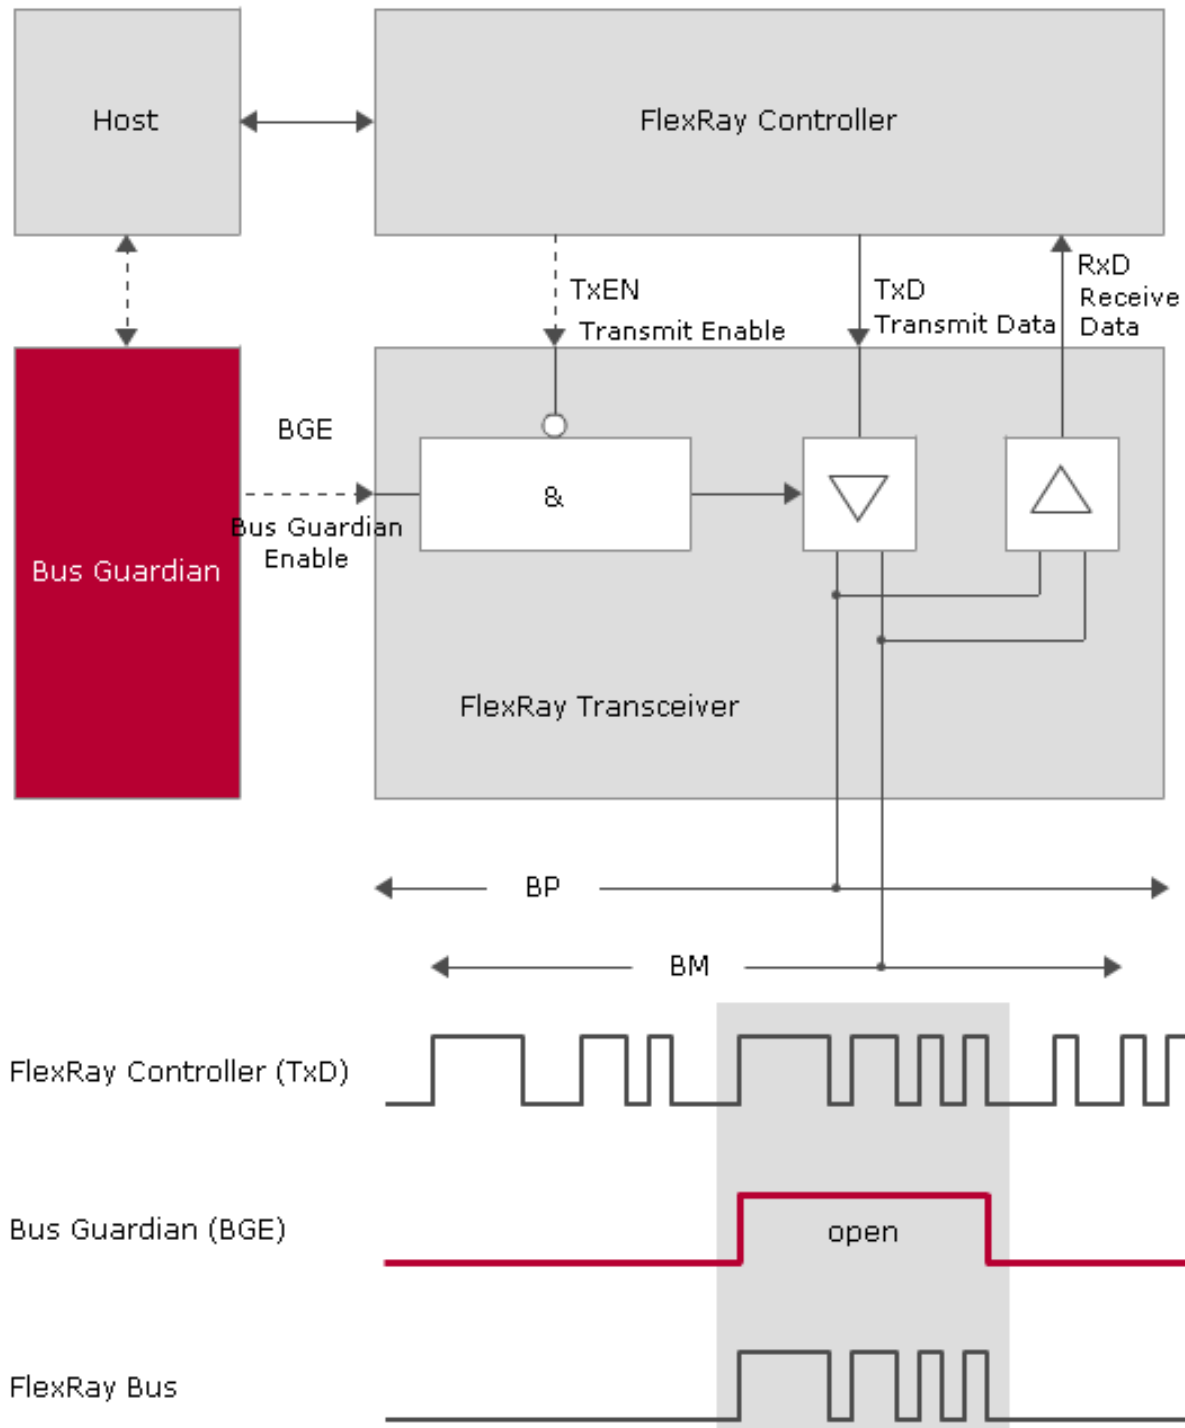 Host
FlexRay Controller
TxEN
Transmit Enable
TxD
Transmit Data
RxD
Receive
Data
BGE
Bus Guardian
Enable
&
Bus Guardian
FlexRay Transceiver
BP
BM
FlexRay Controller (TxD)
Bus Guardian (BGE)
open
FlexRay Bus